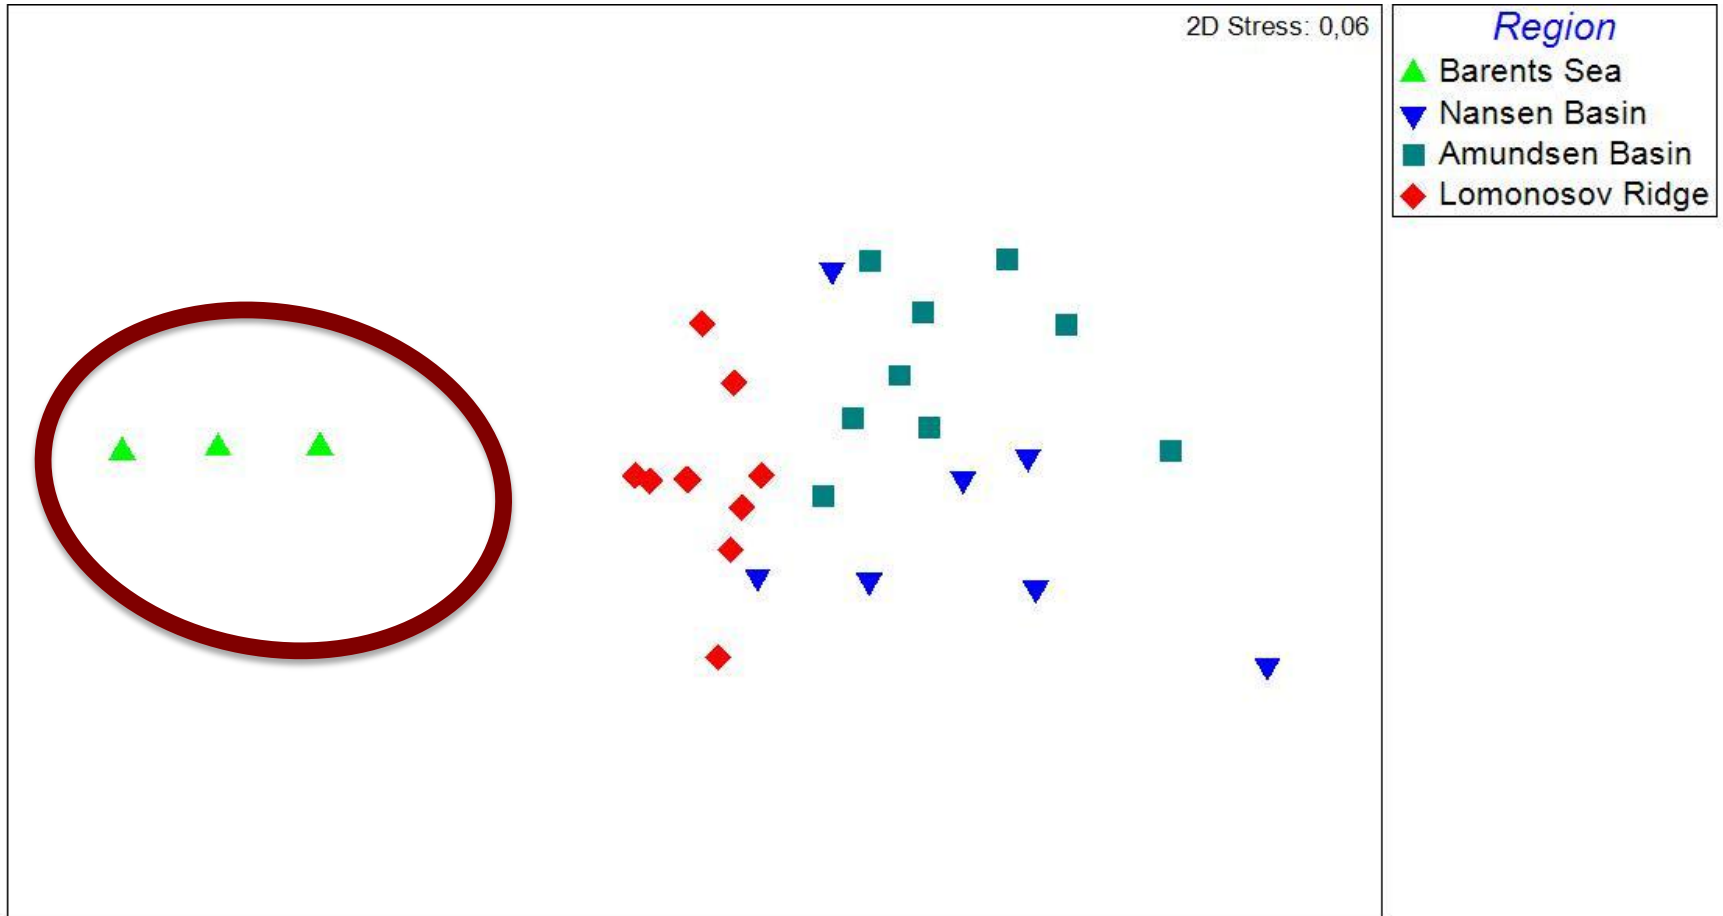 2D Stress: 0,06
Region
Barents Sea
Nansen Basin
Amundsen Basin
Lomonosov Ridge